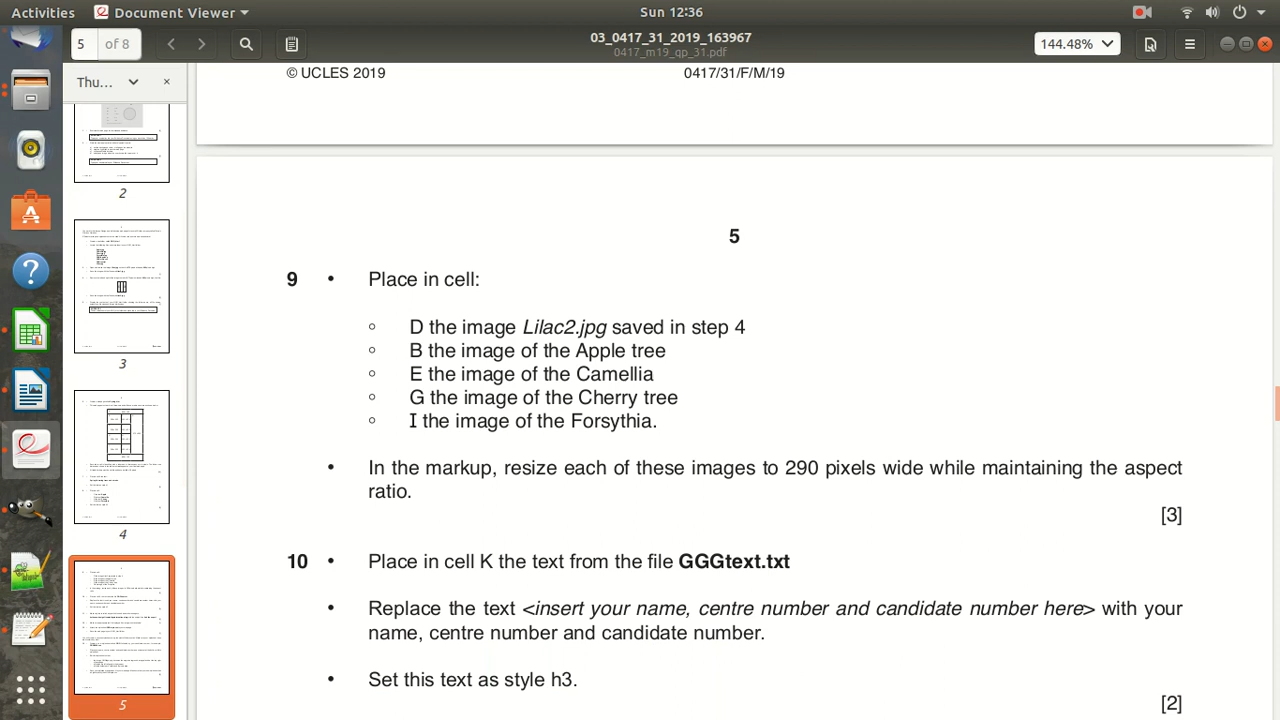 Activities Document Viewer Sun 12:36
5 of 8 03_0417_31_2019_163967 144.48%
0417_m19_qp_31.pdf
Thu...
2
3
4
5
© UCLES 2019 0417/31/F/M/19
5
9 • Place in cell:
○ D the image Lilac2.jpg saved in step 4
○ B the image of the Apple tree
○ E the image of the Camellia
○ G the image of the Cherry tree
○ I the image of the Forsythia.
• In the markup, resize each of these images to 290 pixels wide while maintaining the aspect
ratio.
[3]
10 • Place in cell K the text from the file GGGtext.txt
• Replace the text <insert your name, centre number and candidate number here> with your
name, centre number and candidate number.
• Set this text as style h3.
[2]